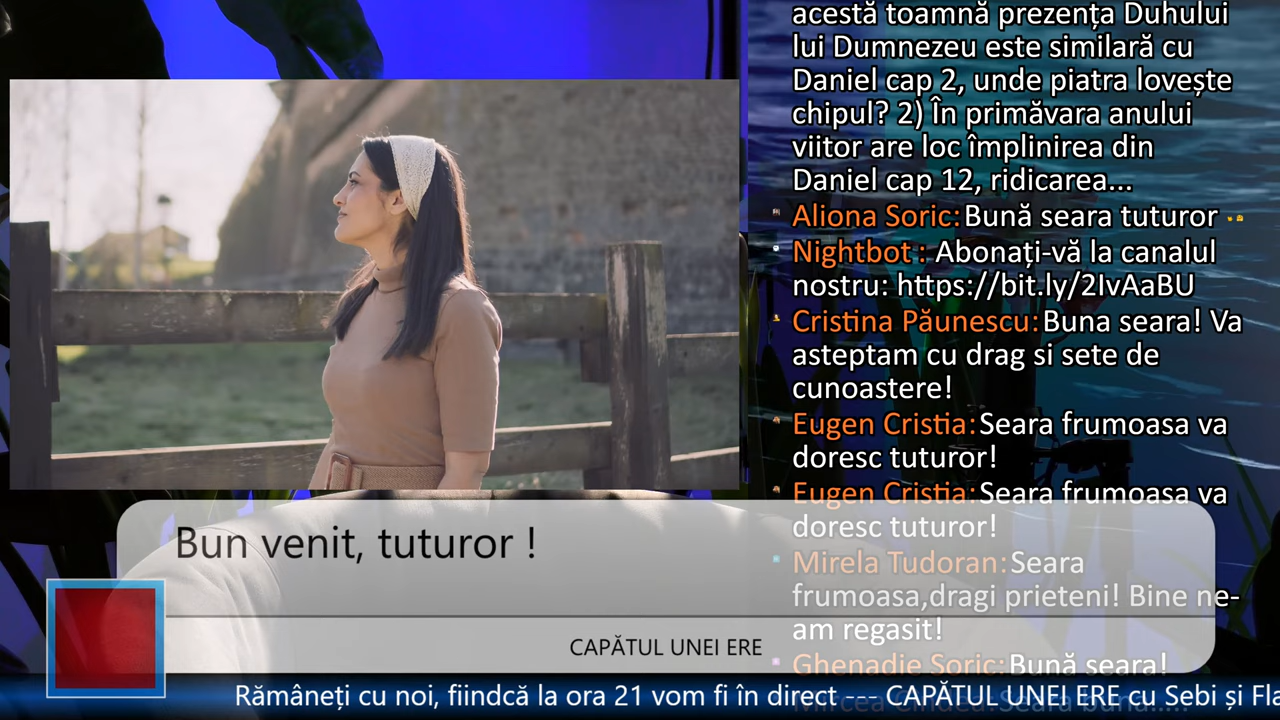 acestă toamnă prezența Duhului
lui Dumnezeu este similară cu
Daniel cap 2, unde piatra lovește
chipul? 2) În primăvara anului
viitor are loc împlinirea din
Daniel cap 12, ridicarea...
Aliona Soric: Bună seara tuturor
Nightbot : Abonați-vă la canalul
nostru: https://bit.ly/2IvAaBU
Cristina Păunescu: Buna seara! Va
asteptam cu drag si sete de
cunoastere!
Eugen Cristia: Seara frumoasa va
doresc tuturor!
Eugen Cristia: Seara frumoasa va
doresc tuturor!
Mirela Tudoran: Seara
frumoasa,dragi prieteni! Bine ne-
am regasit!
Ghenadie Soric: Bună seara!
Bun venit, tuturor !
CAPĂTUL UNEI ERE
Rămâneți cu noi, fiindcă la ora 21 vom fi în direct --- CAPĂTUL UNEI ERE cu Sebi și Fla